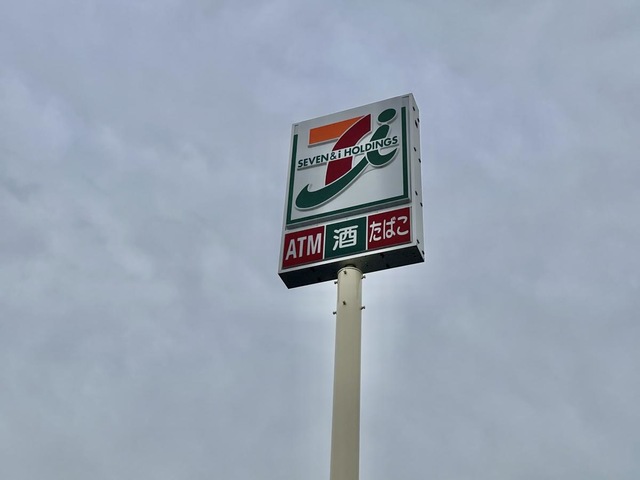 SEVEN & i HOLDINGS
ATM 酒 たばこ